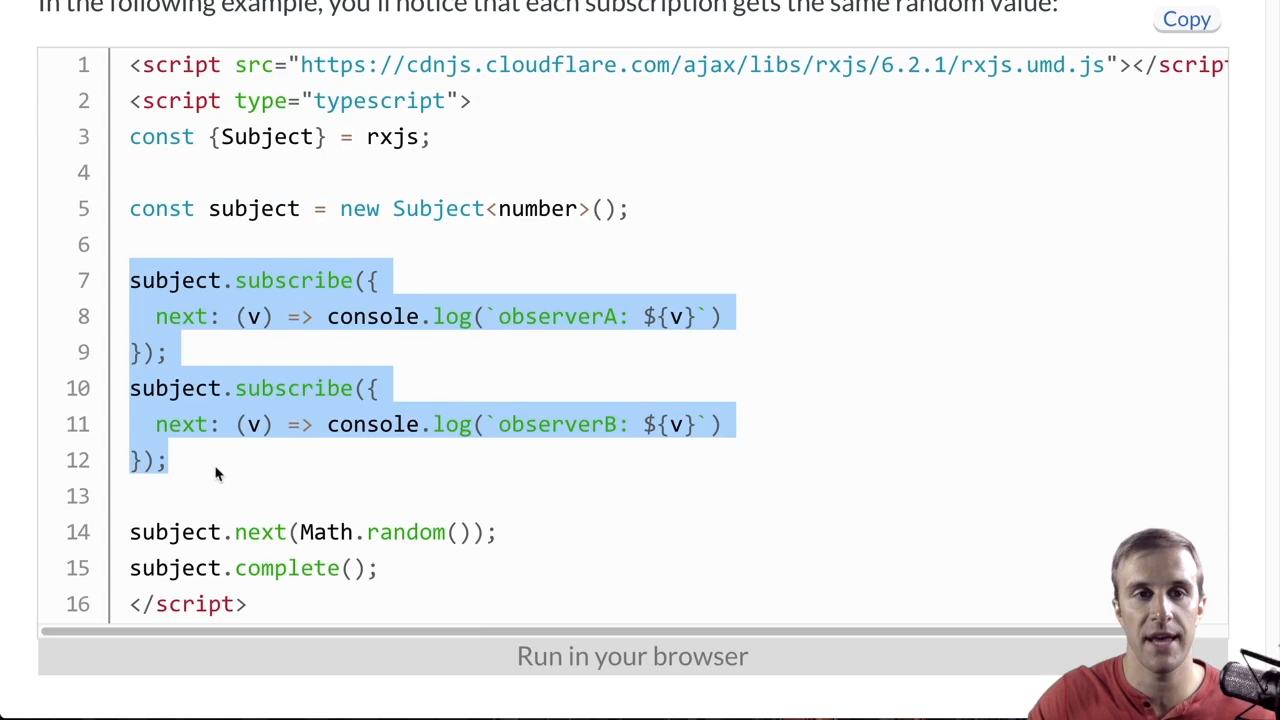 In the following example, you'll notice that each subscription gets the same random value:
Copy
1 <script src="https://cdnjs.cloudflare.com/ajax/libs/rxjs/6.2.1/rxjs.umd.js"></script
2 <script type="typescript">
3 const {Subject} = rxjs;
4
5 const subject = new Subject<number>();
6
7 subject.subscribe({
8   next: (v) => console.log(`observerA: ${v}`)
9 });
10 subject.subscribe({
11   next: (v) => console.log(`observerB: ${v}`)
12 });
13
14 subject.next(Math.random());
15 subject.complete();
16 </script>
Run in your browser